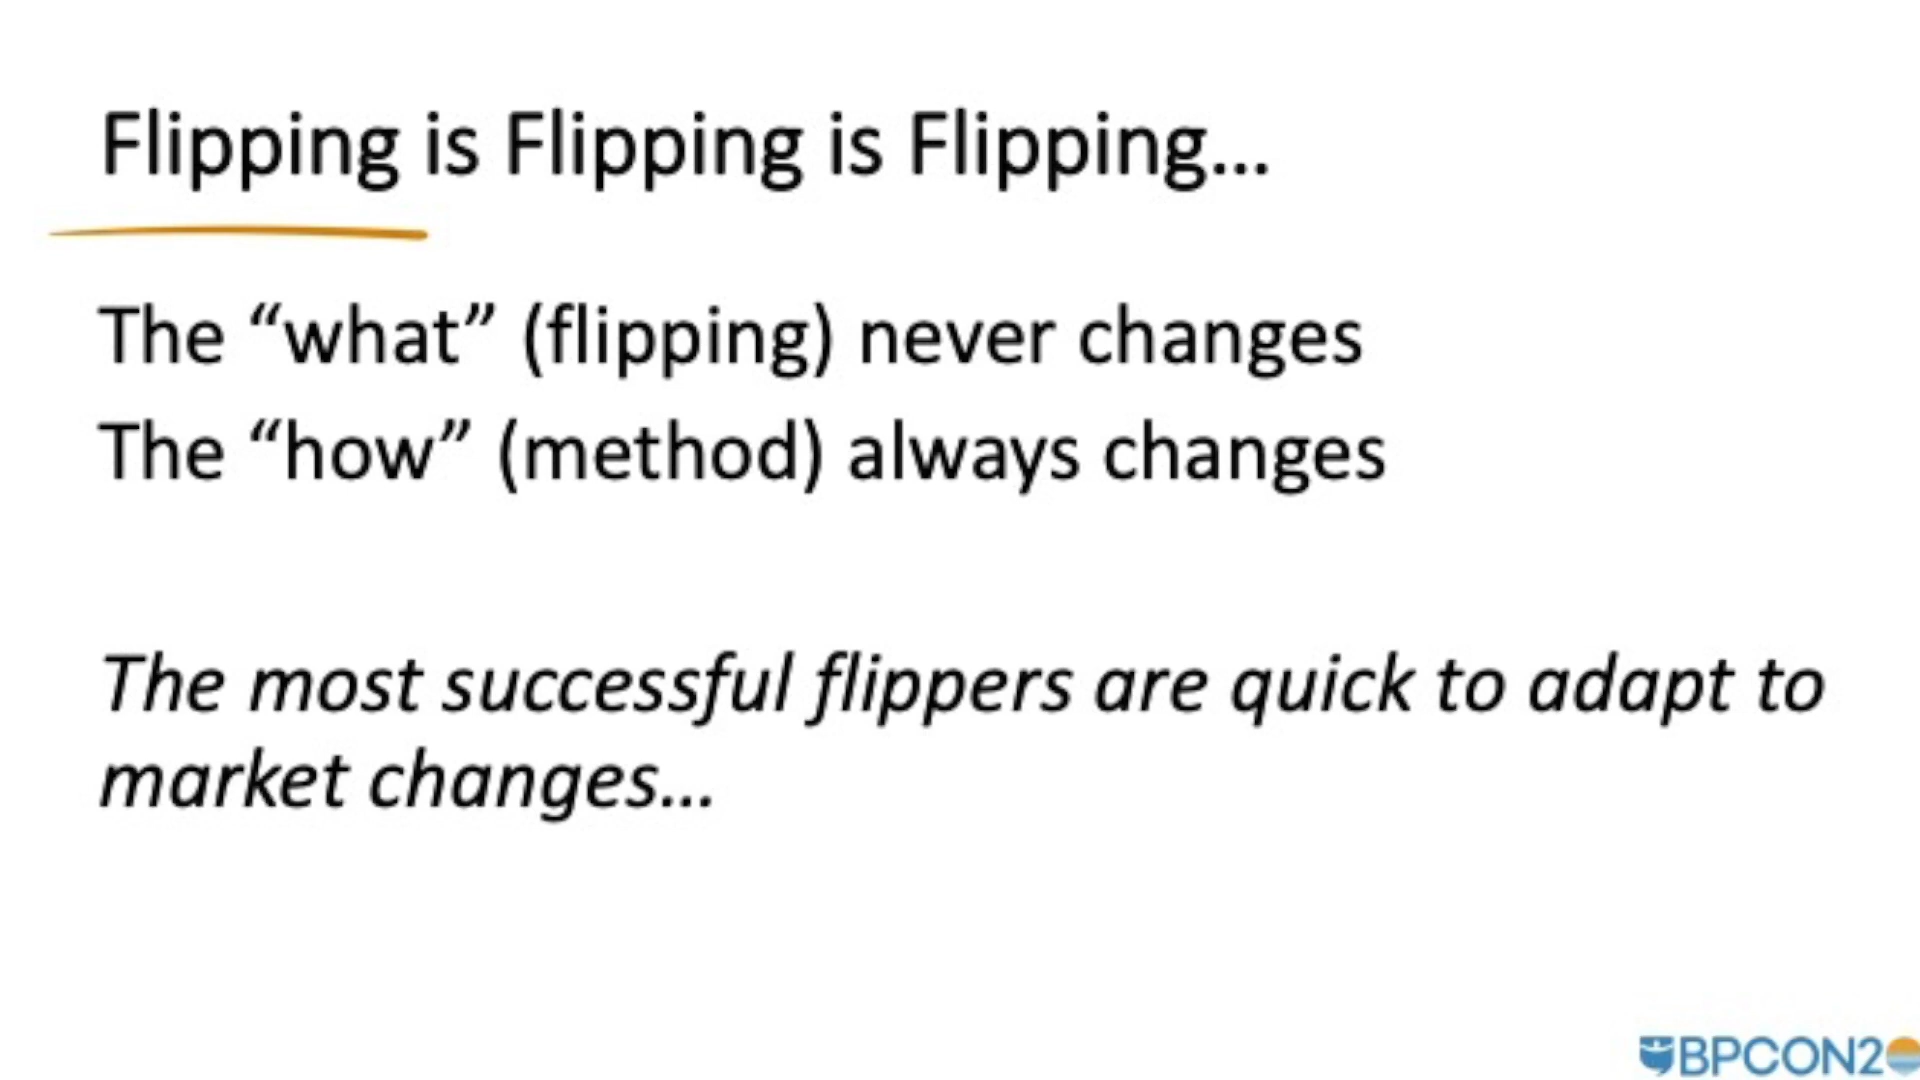 Flipping is Flipping is Flipping...
The “what” (flipping) never changes
The “how” (method) always changes
The most successful flippers are quick to adapt to
market changes...
BPCON2